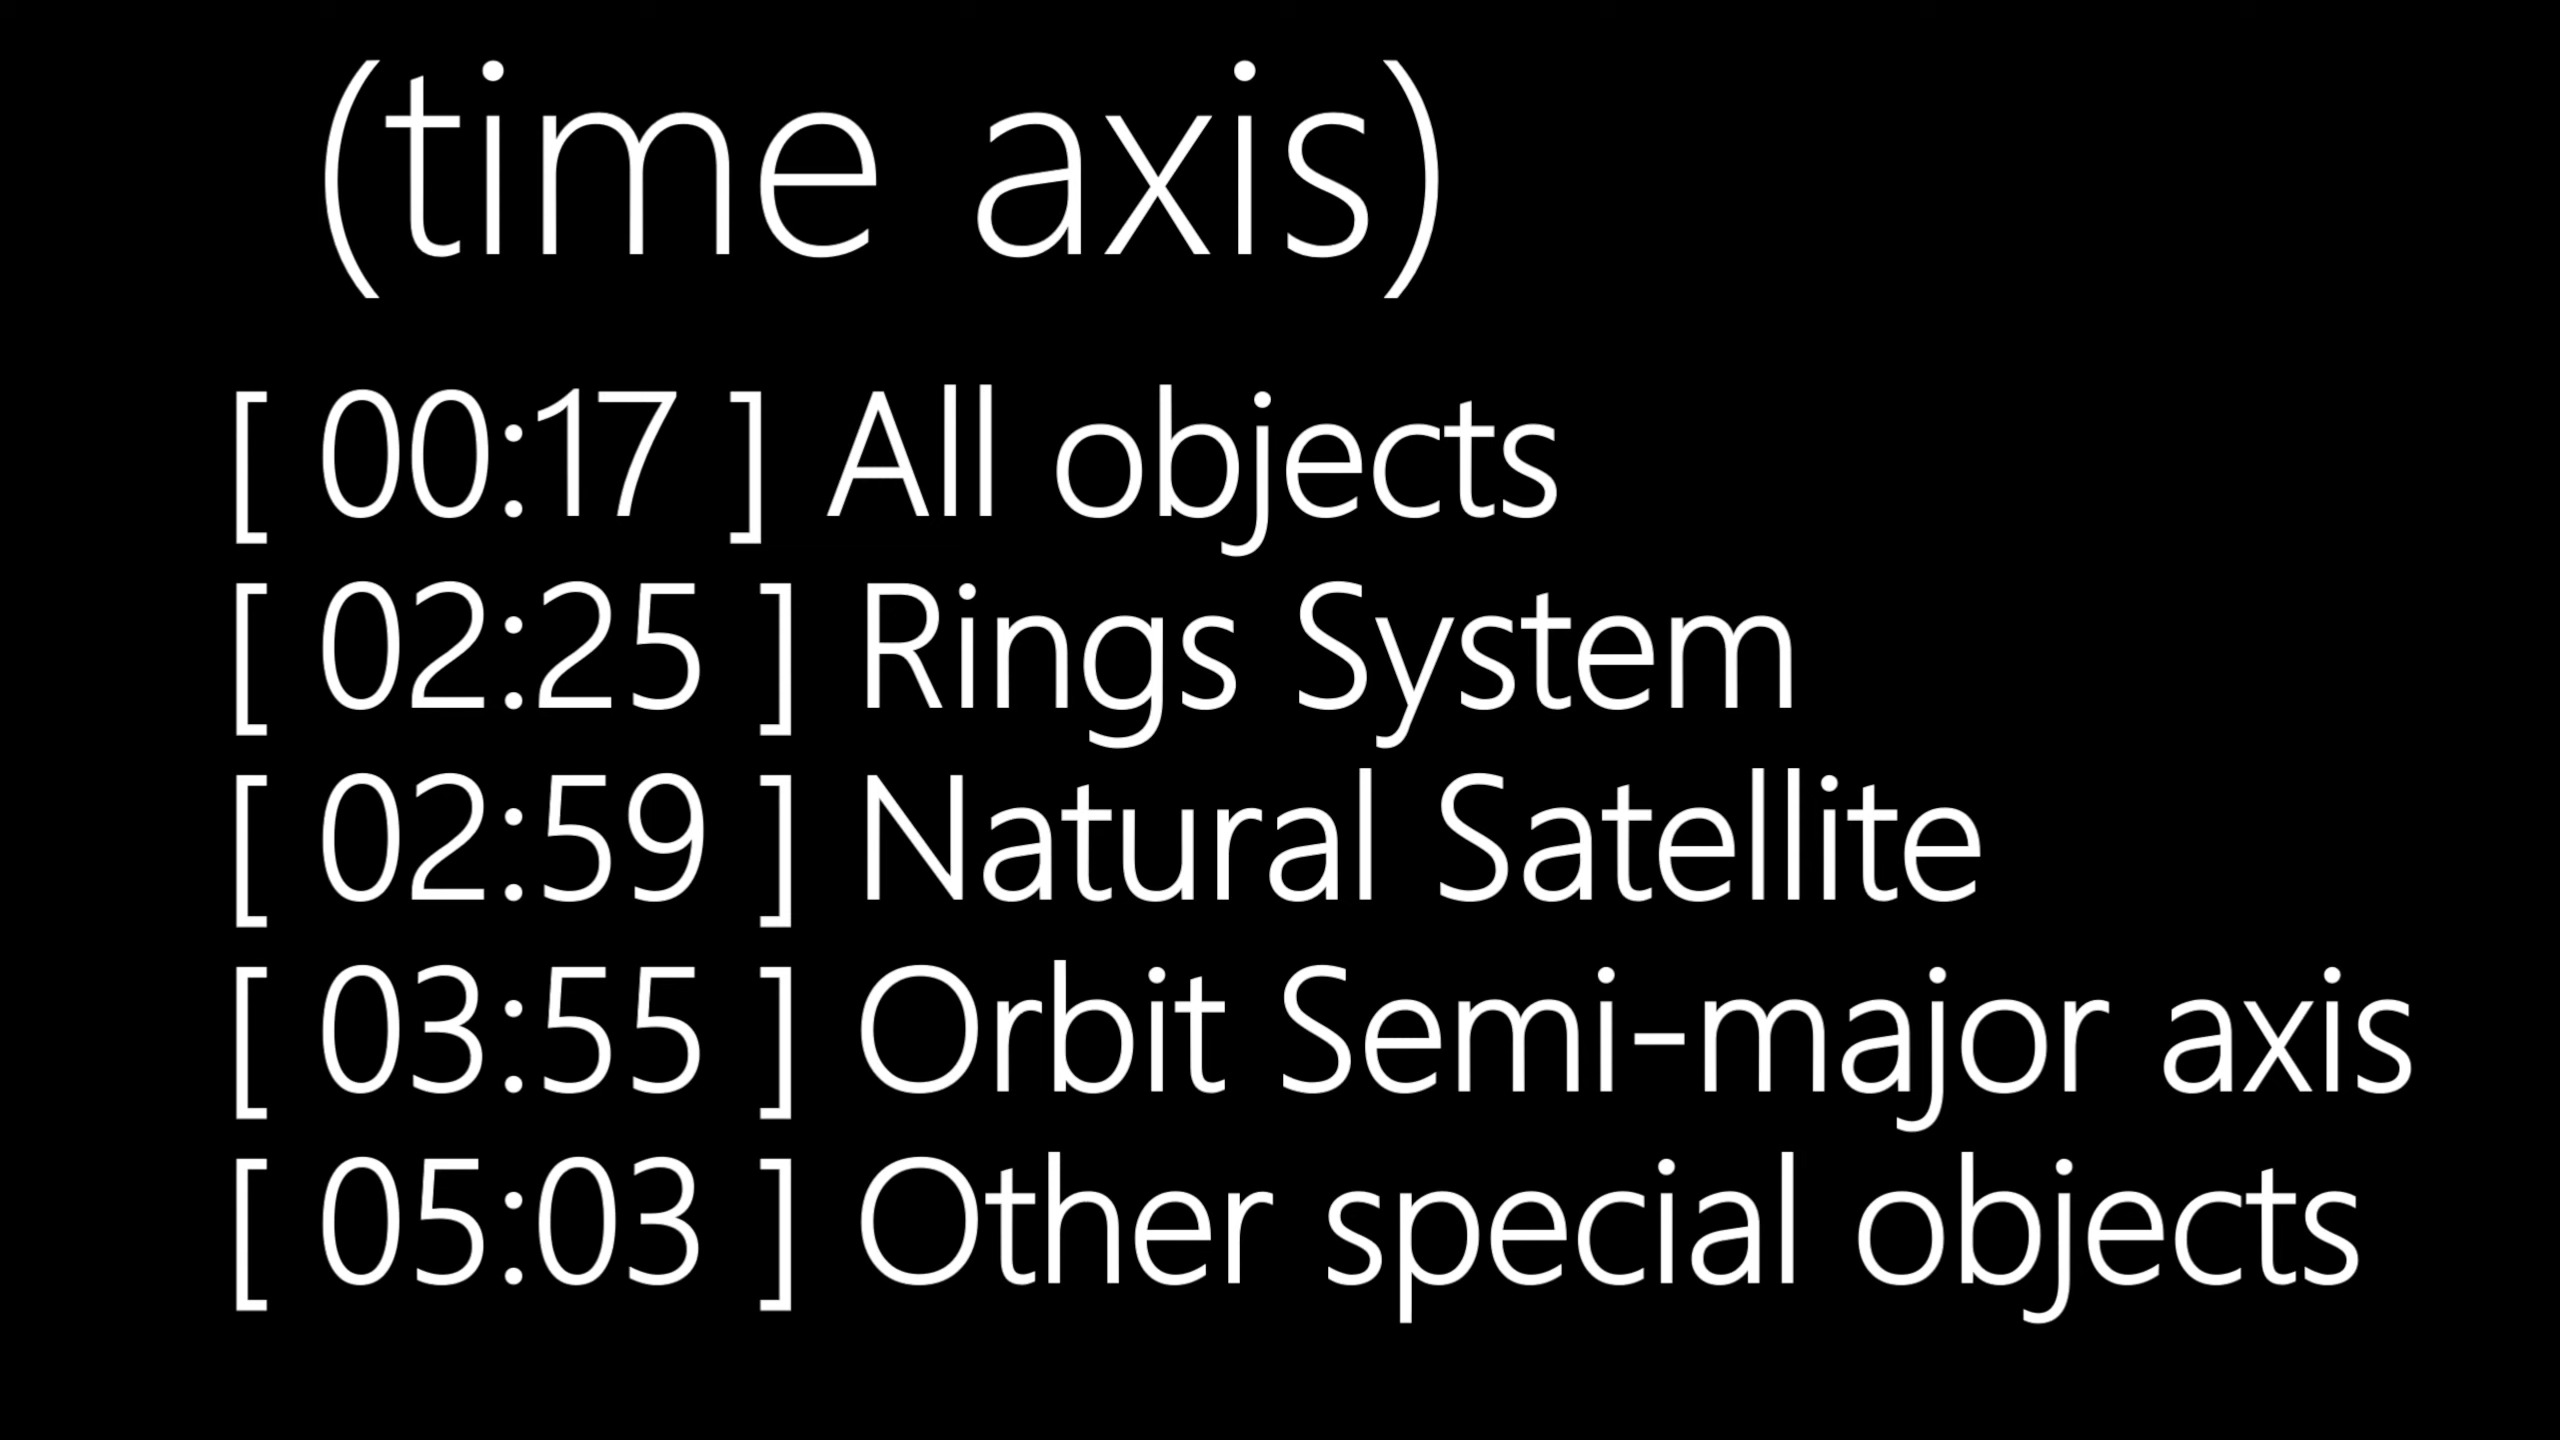 (time axis)
[ 00:17 ] All objects
[ 02:25 ] Rings System
[ 02:59 ] Natural Satellite
[ 03:55 ] Orbit Semi-major axis
[ 05:03 ] Other special objects